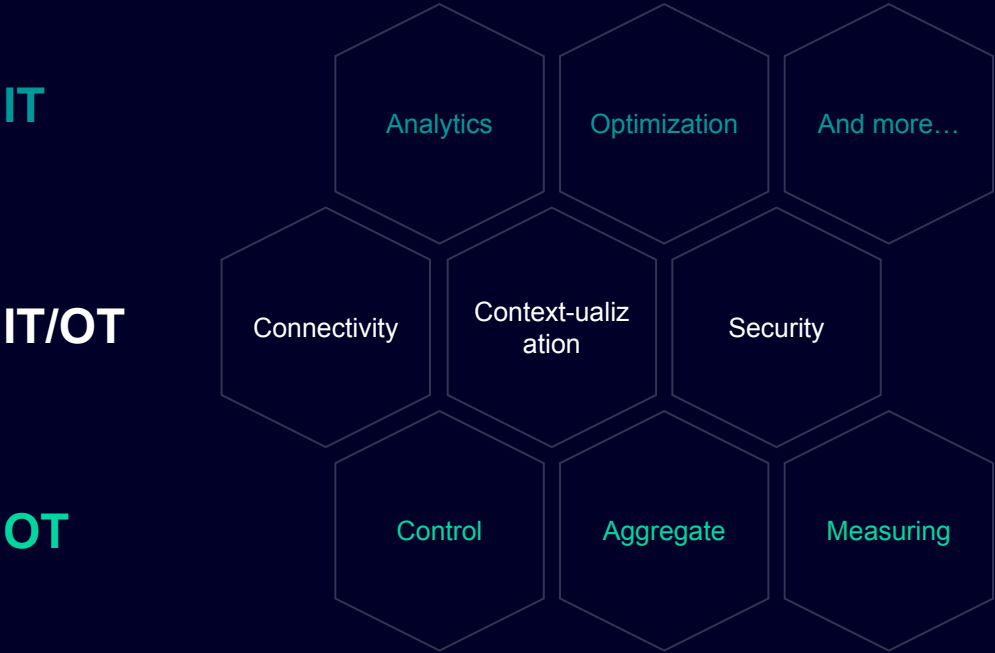 IT
Analytics
Optimization
And more…
IT/OT
Connectivity
Context-ualiz
ation
Security
OT
Control
Aggregate
Measuring